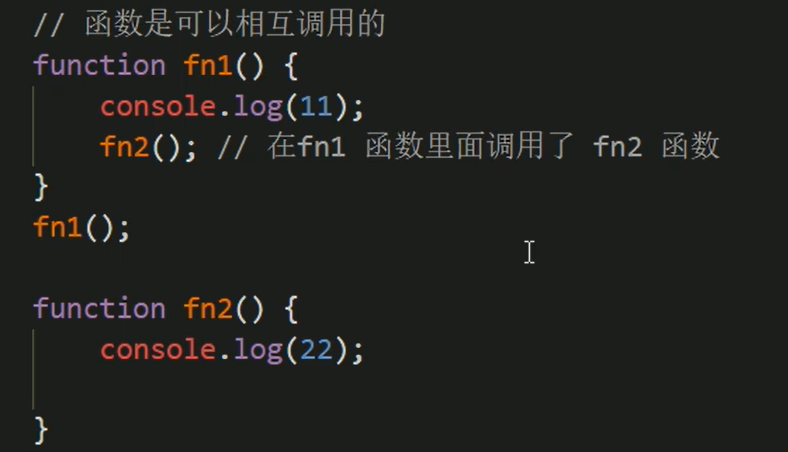 // 函数是可以相互调用的
function fn1() {
    console.log(11);
    fn2(); // 在fn1 函数里面调用了 fn2 函数
}
fn1();

function fn2() {
    console.log(22);

}